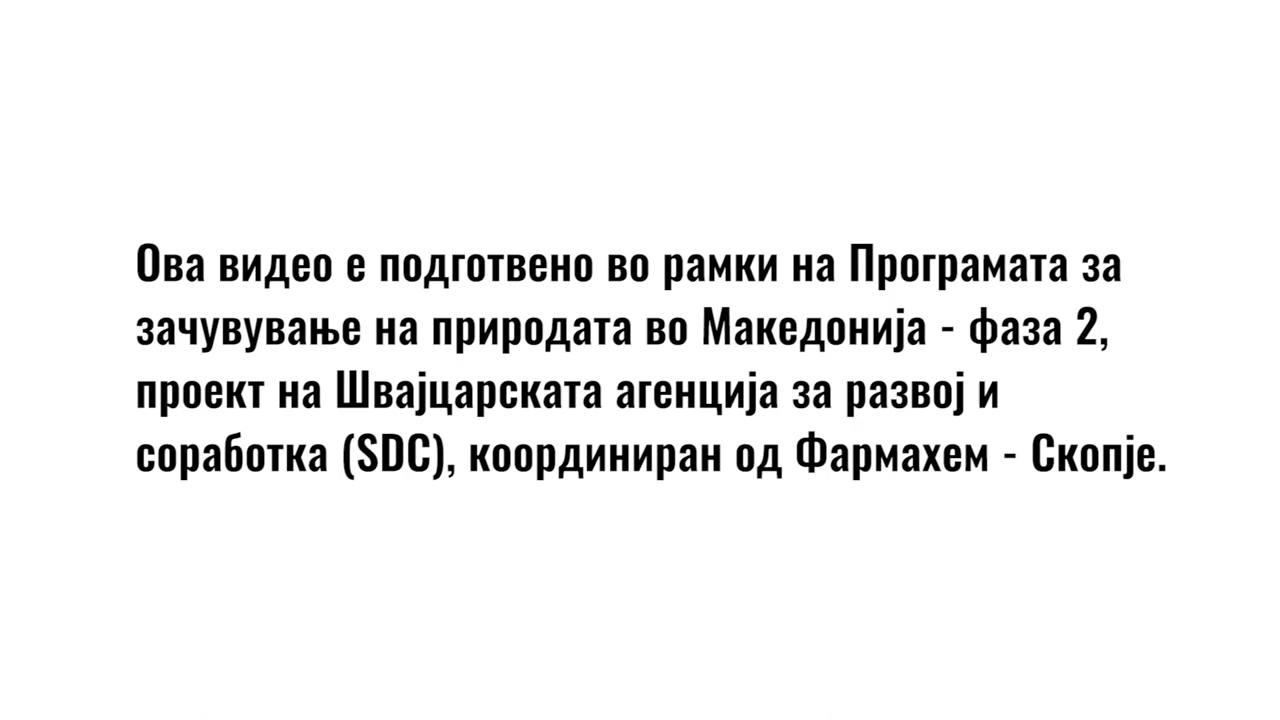 Ова видео е подготвено во рамки на Програмата за
зачувување на природата во Македонија - фаза 2,
проект на Швајцарската агенција за развој и
соработка (SDC), координиран од Фармахем - Скопје.